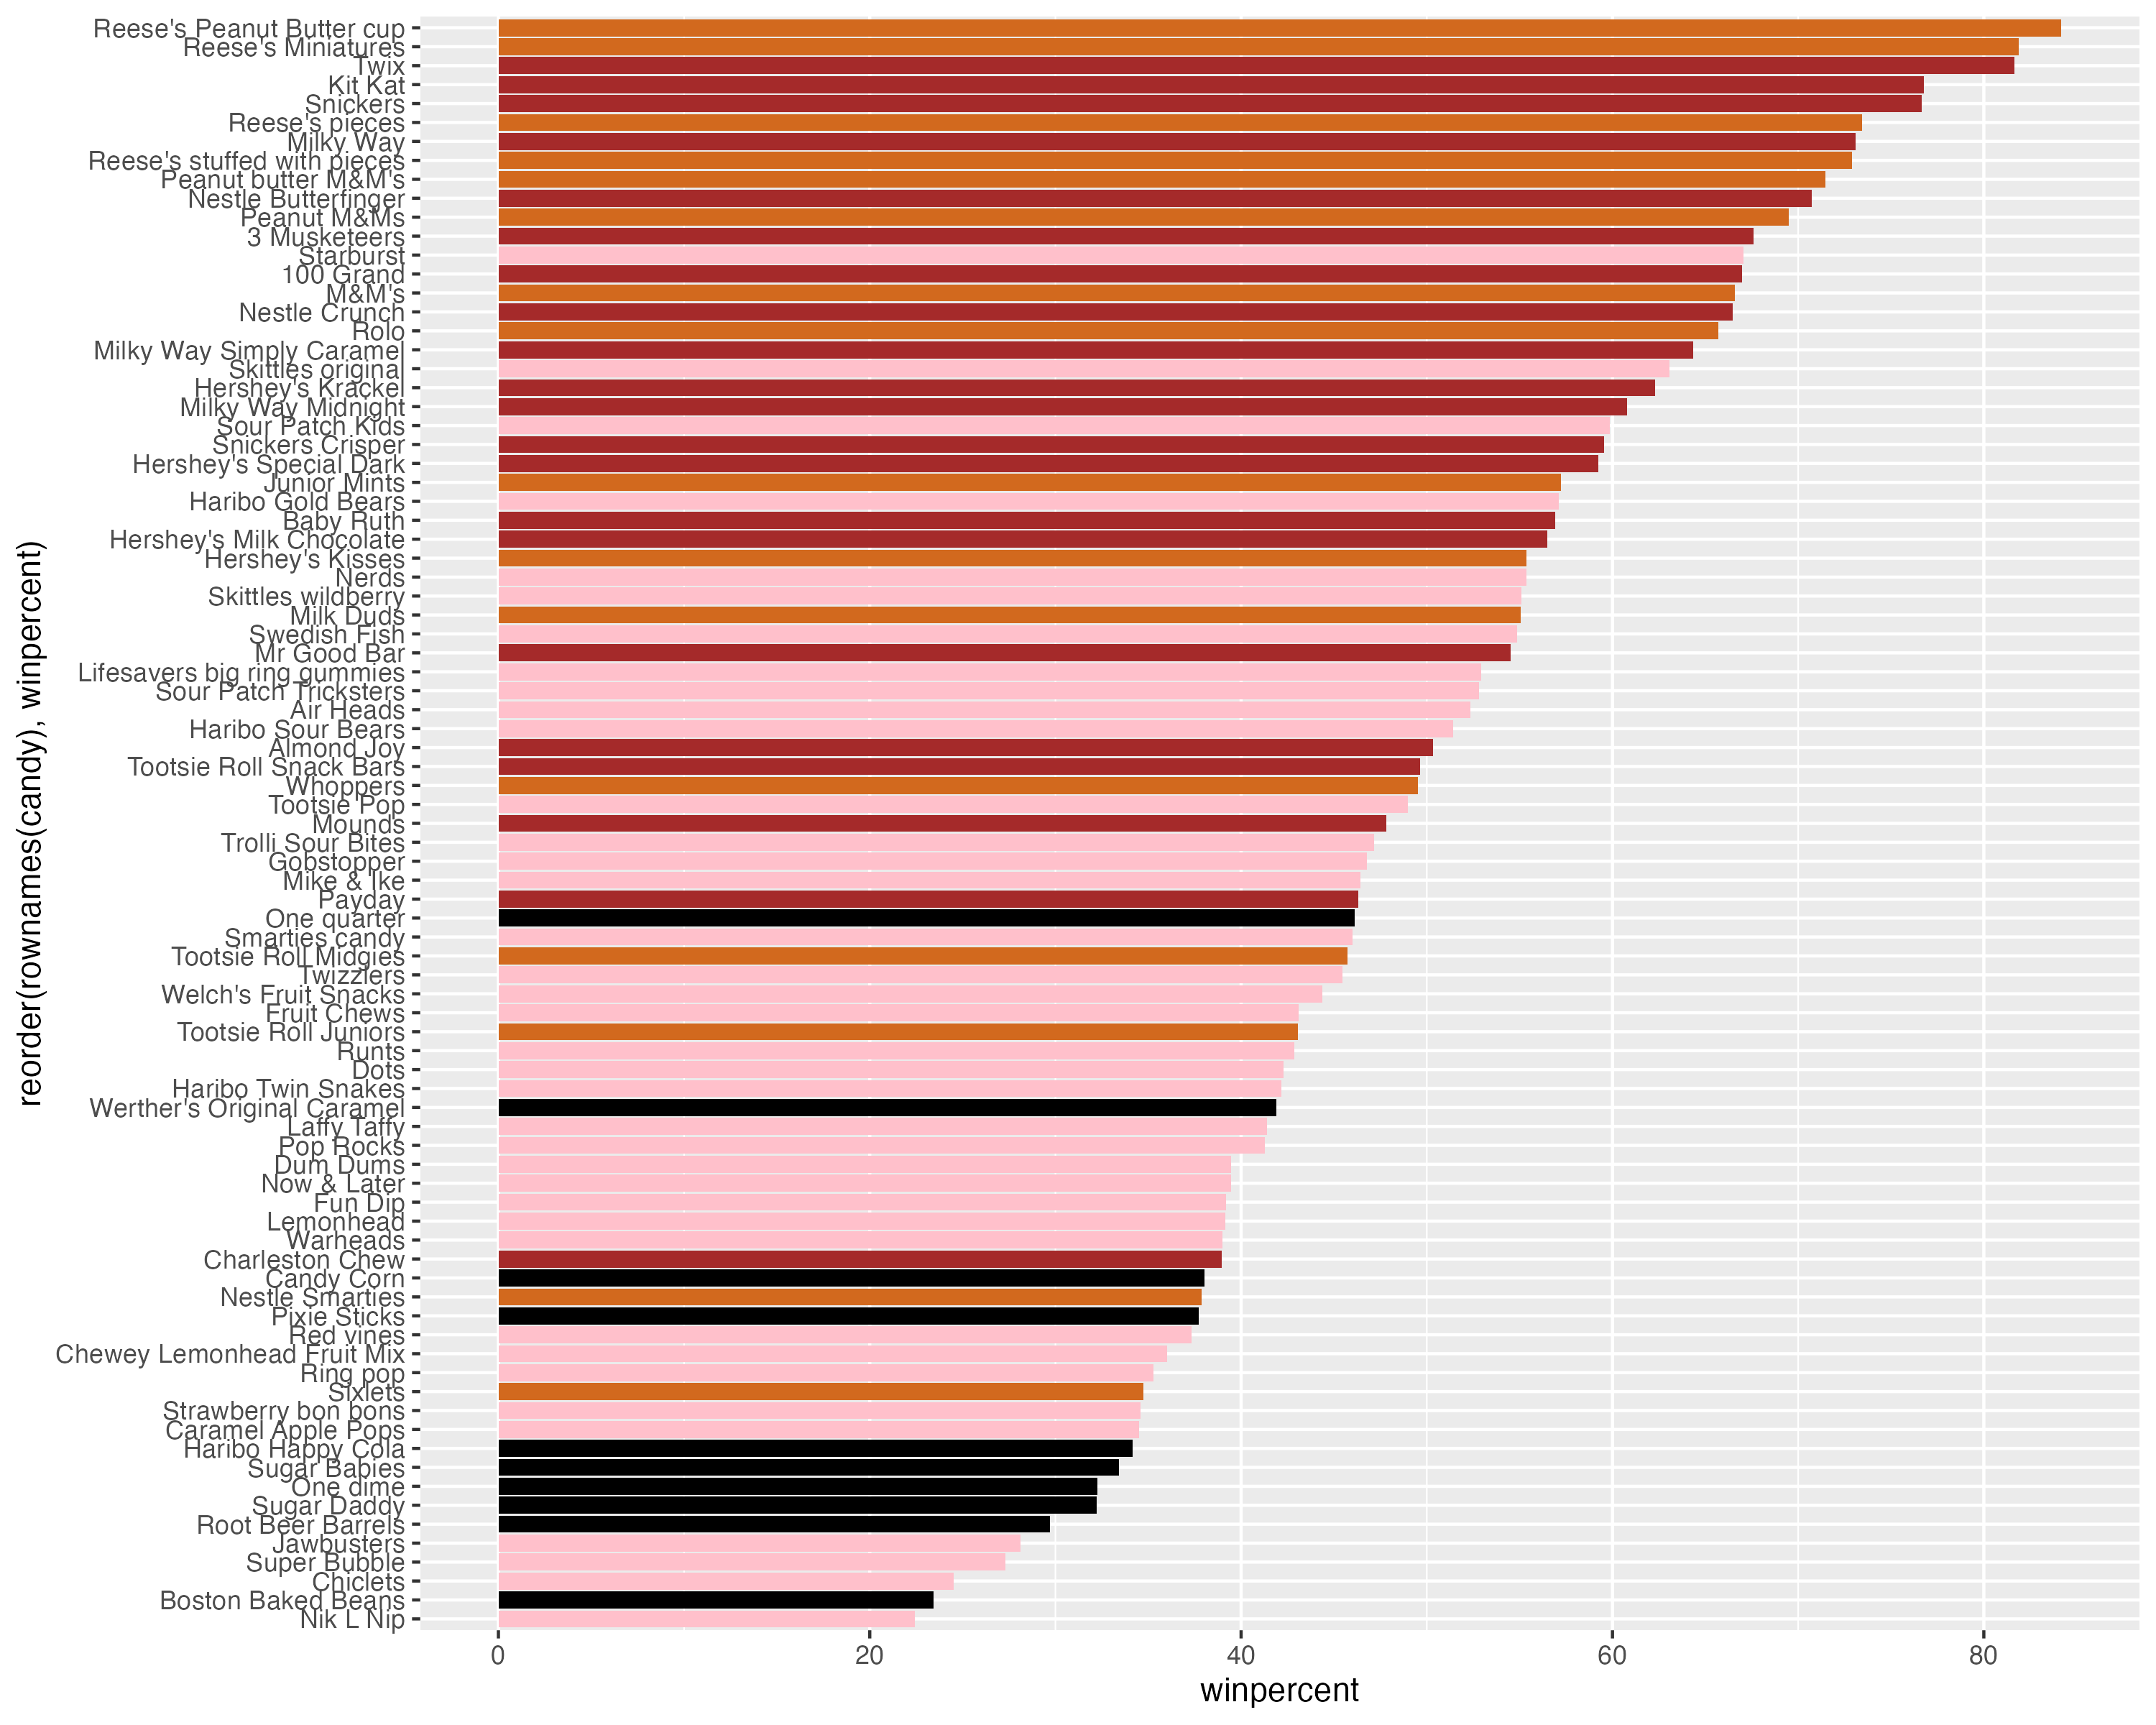 reorder(rownames(candy), winpercent)
Reese's Peanut Butter cup
Reese's Miniatures
Twix
Kit Kat
Snickers
Reese's pieces
Milky Way
Reese's stuffed with pieces
Peanut butter M&M's
Nestle Butterfinger
Peanut M&Ms
3 Musketeers
Starburst
100 Grand
M&M's
Nestle Crunch
Rolo
Milky Way Simply Caramel
Skittles original
Hershey's Krackel
Milky Way Midnight
Sour Patch Kids
Snickers Crisper
Hershey's Special Dark
Junior Mints
Haribo Gold Bears
Baby Ruth
Hershey's Milk Chocolate
Hershey's Kisses
Nerds
Skittles wildberry
Milk Duds
Swedish Fish
Mr Good Bar
Lifesavers big ring gummies
Sour Patch Tricksters
Air Heads
Haribo Sour Bears
Almond Joy
Tootsie Roll Snack Bars
Whoppers
Tootsie Pop
Mounds
Trolli Sour Bites
Gobstopper
Mike & Ike
Payday
One quarter
Smarties candy
Tootsie Roll Midgies
Twizzlers
Welch's Fruit Snacks
Fruit Chews
Tootsie Roll Juniors
Runts
Dots
Haribo Twin Snakes
Werther's Original Caramel
Laffy Taffy
Pop Rocks
Dum Dums
Now & Later
Fun Dip
Lemonhead
Warheads
Charleston Chew
Candy Corn
Nestle Smarties
Pixie Sticks
Red vines
Chewey Lemonhead Fruit Mix
Ring pop
Sixlets
Strawberry bon bons
Caramel Apple Pops
Haribo Happy Cola
Sugar Babies
One dime
Sugar Daddy
Root Beer Barrels
Jawbusters
Super Bubble
Chiclets
Boston Baked Beans
Nik L Nip
0 20 40 60 80
winpercent